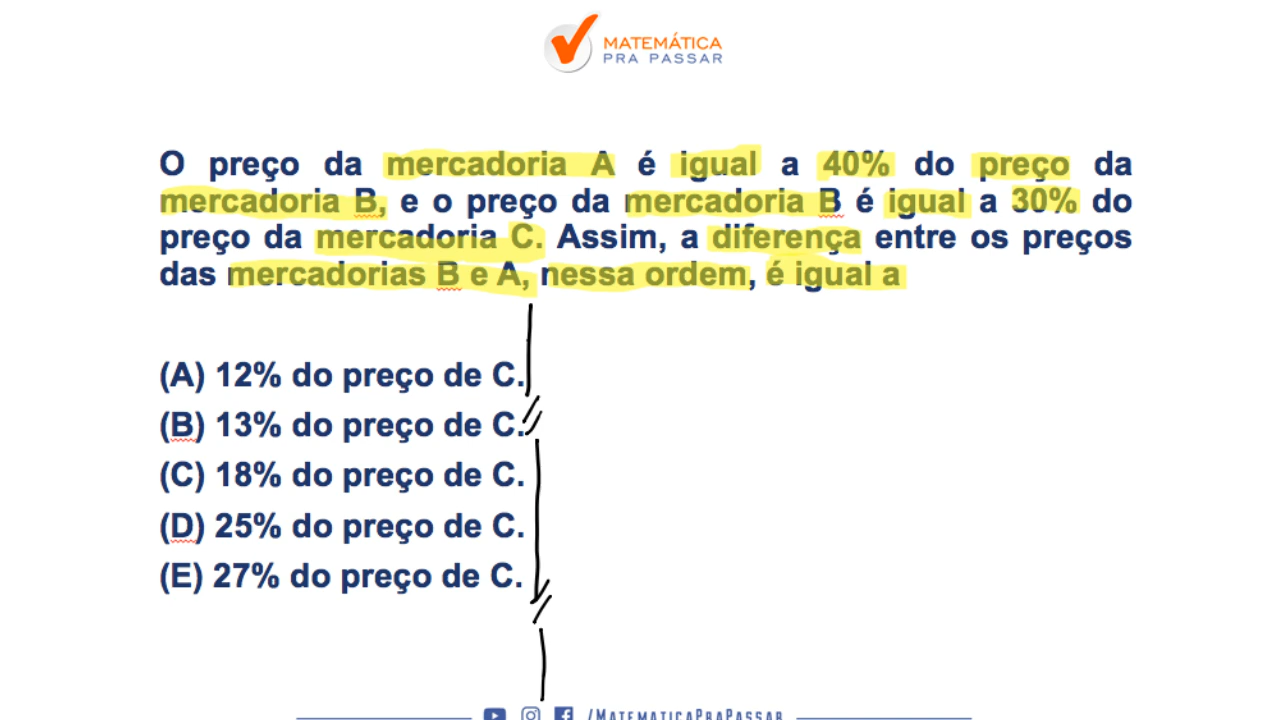 MATEMÁTICA
PRA PASSAR
O preço da mercadoria A é igual a 40% do preço da
mercadoria B, e o preço da mercadoria B é igual a 30% do
preço da mercadoria C. Assim, a diferença entre os preços
das mercadorias B e A, nessa ordem, é igual a
(A) 12% do preço de C.
(B) 13% do preço de C.
(C) 18% do preço de C.
(D) 25% do preço de C.
(E) 27% do preço de C.
/MATEMATICAPRAPASSAR